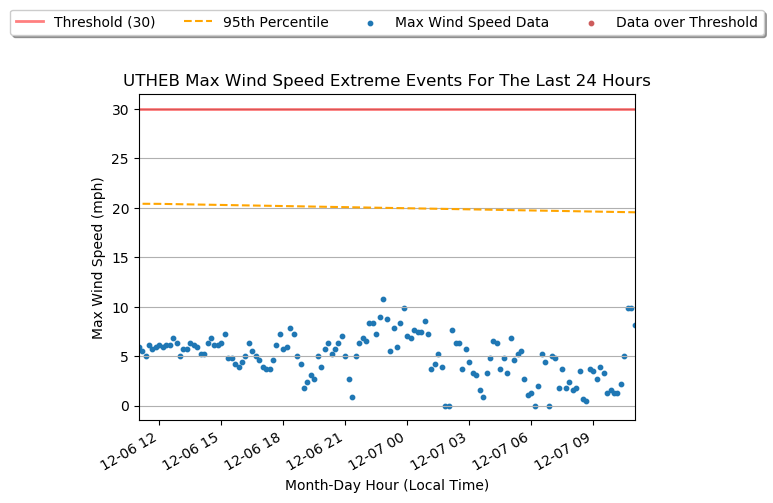 Threshold (30) 95th Percentile Max Wind Speed Data Data over Threshold
UTHEB Max Wind Speed Extreme Events For The Last 24 Hours
Max Wind Speed (mph)
30
25
20
15
10
5
0
12-06 12 12-06 15 12-06 18 12-06 21 12-07 00 12-07 03 12-07 06 12-07 09
Month-Day Hour (Local Time)